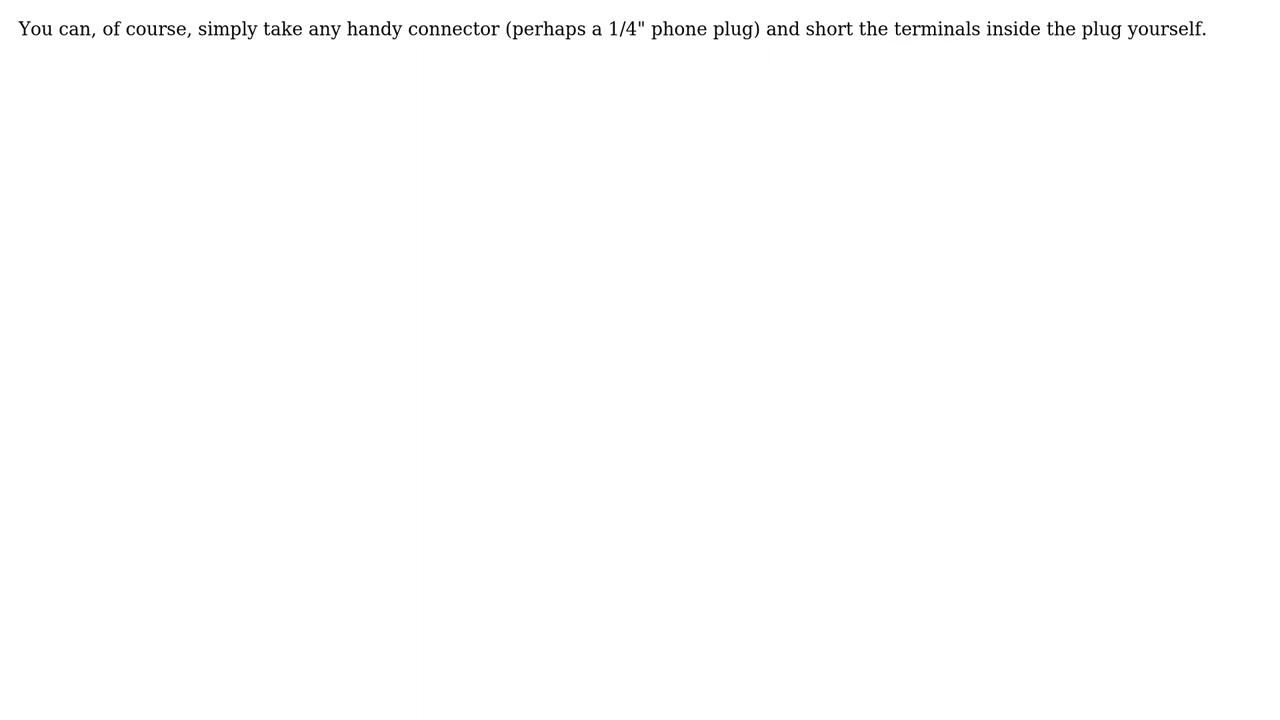 You can, of course, simply take any handy connector (perhaps a 1/4" phone plug) and short the terminals inside the plug yourself.